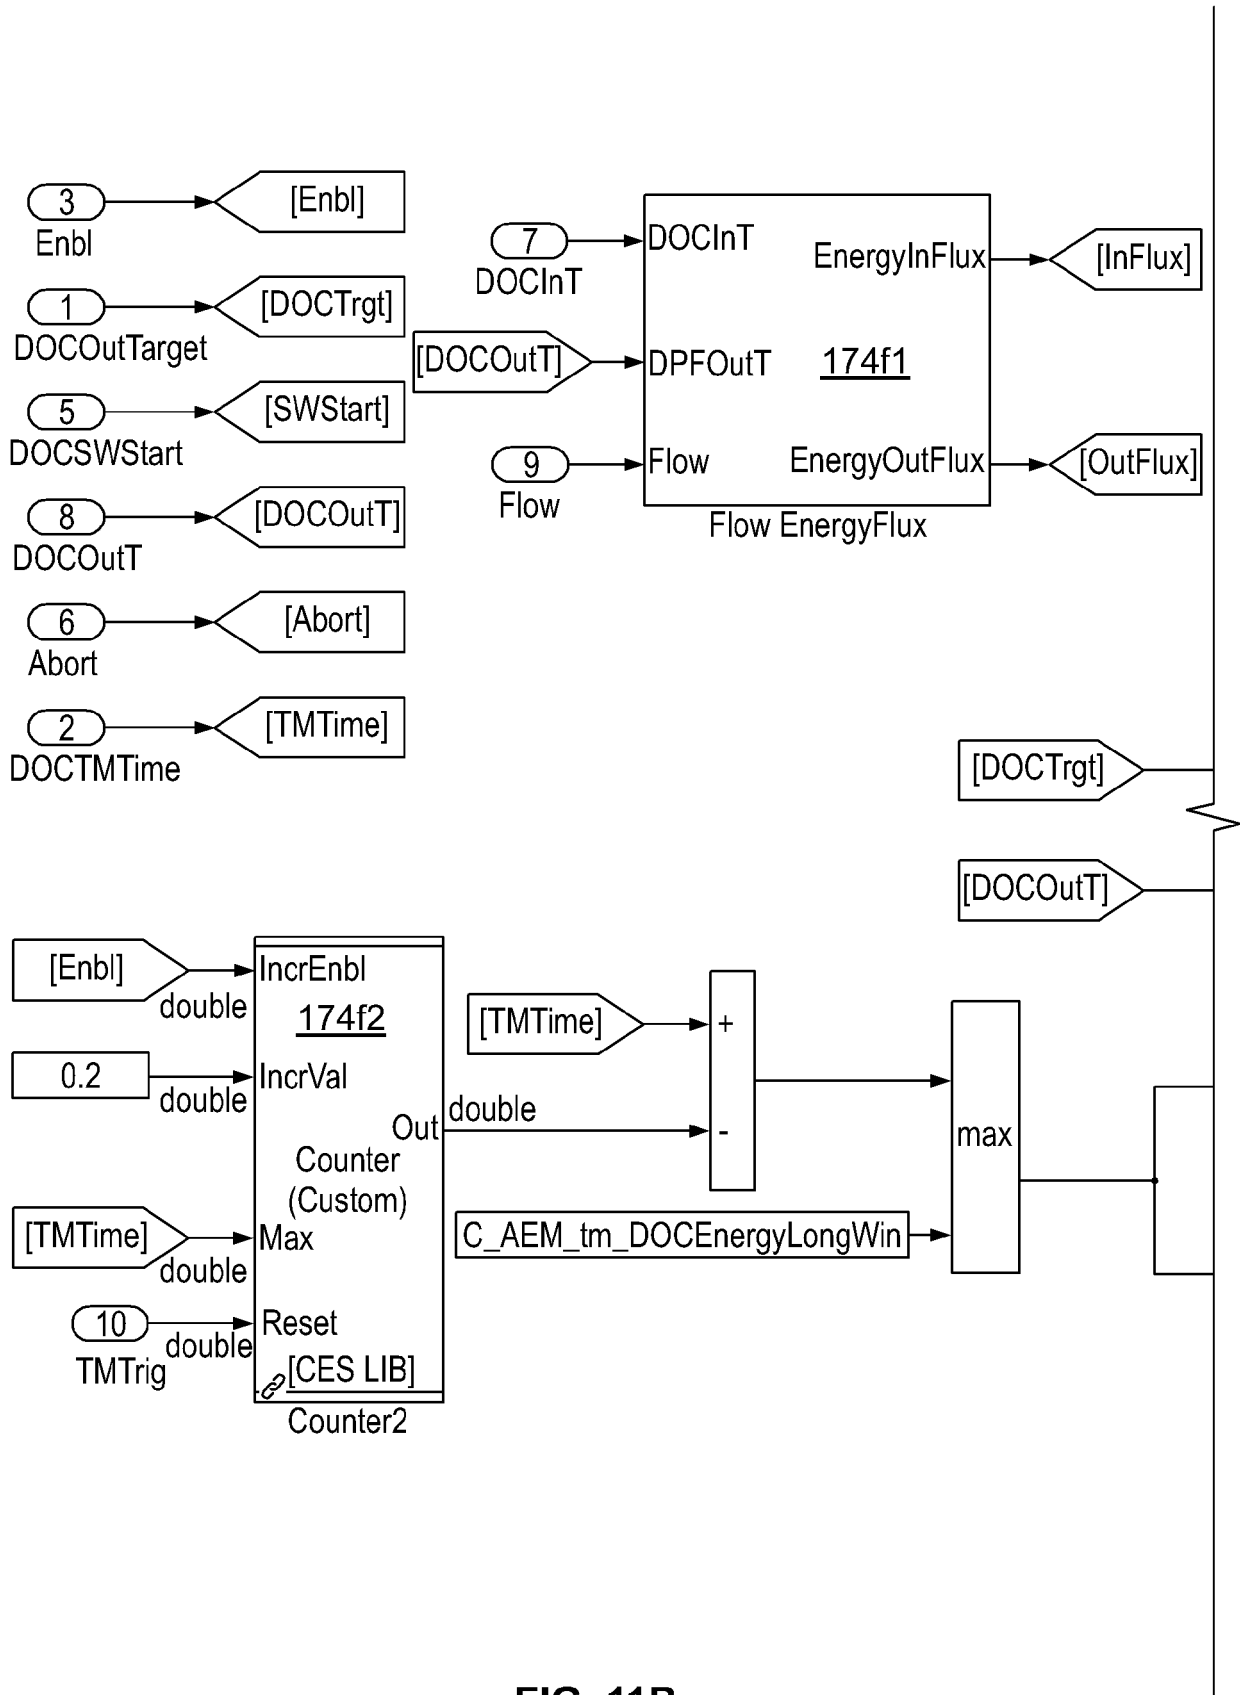 3
Enbl
[Enbl]
1
DOCOutTarget
[DOCTrgt]
5
DOCSWStart
[SWStart]
8
DOCOutT
[DOCOutT]
6
Abort
[Abort]
2
DOCTMTime
[TMTime]
7
DOCInT
[DOCOutT]
9
Flow
DOCInT
DPFOutT
Flow
EnergyInFlux
174f1
EnergyOutFlux
Flow EnergyFlux
[InFlux]
[OutFlux]
[DOCTrgt]
[DOCOutT]
[Enbl]
double
0.2
double
[TMTime]
double
10
TMTrig
double
IncrEnbl
174f2
IncrVal
Out
Counter
(Custom)
Max
Reset
[CES LIB]
Counter2
double
[TMTime]
+
-
C_AEM_tm_DOCEnergyLongWin
max
FIG. 11B